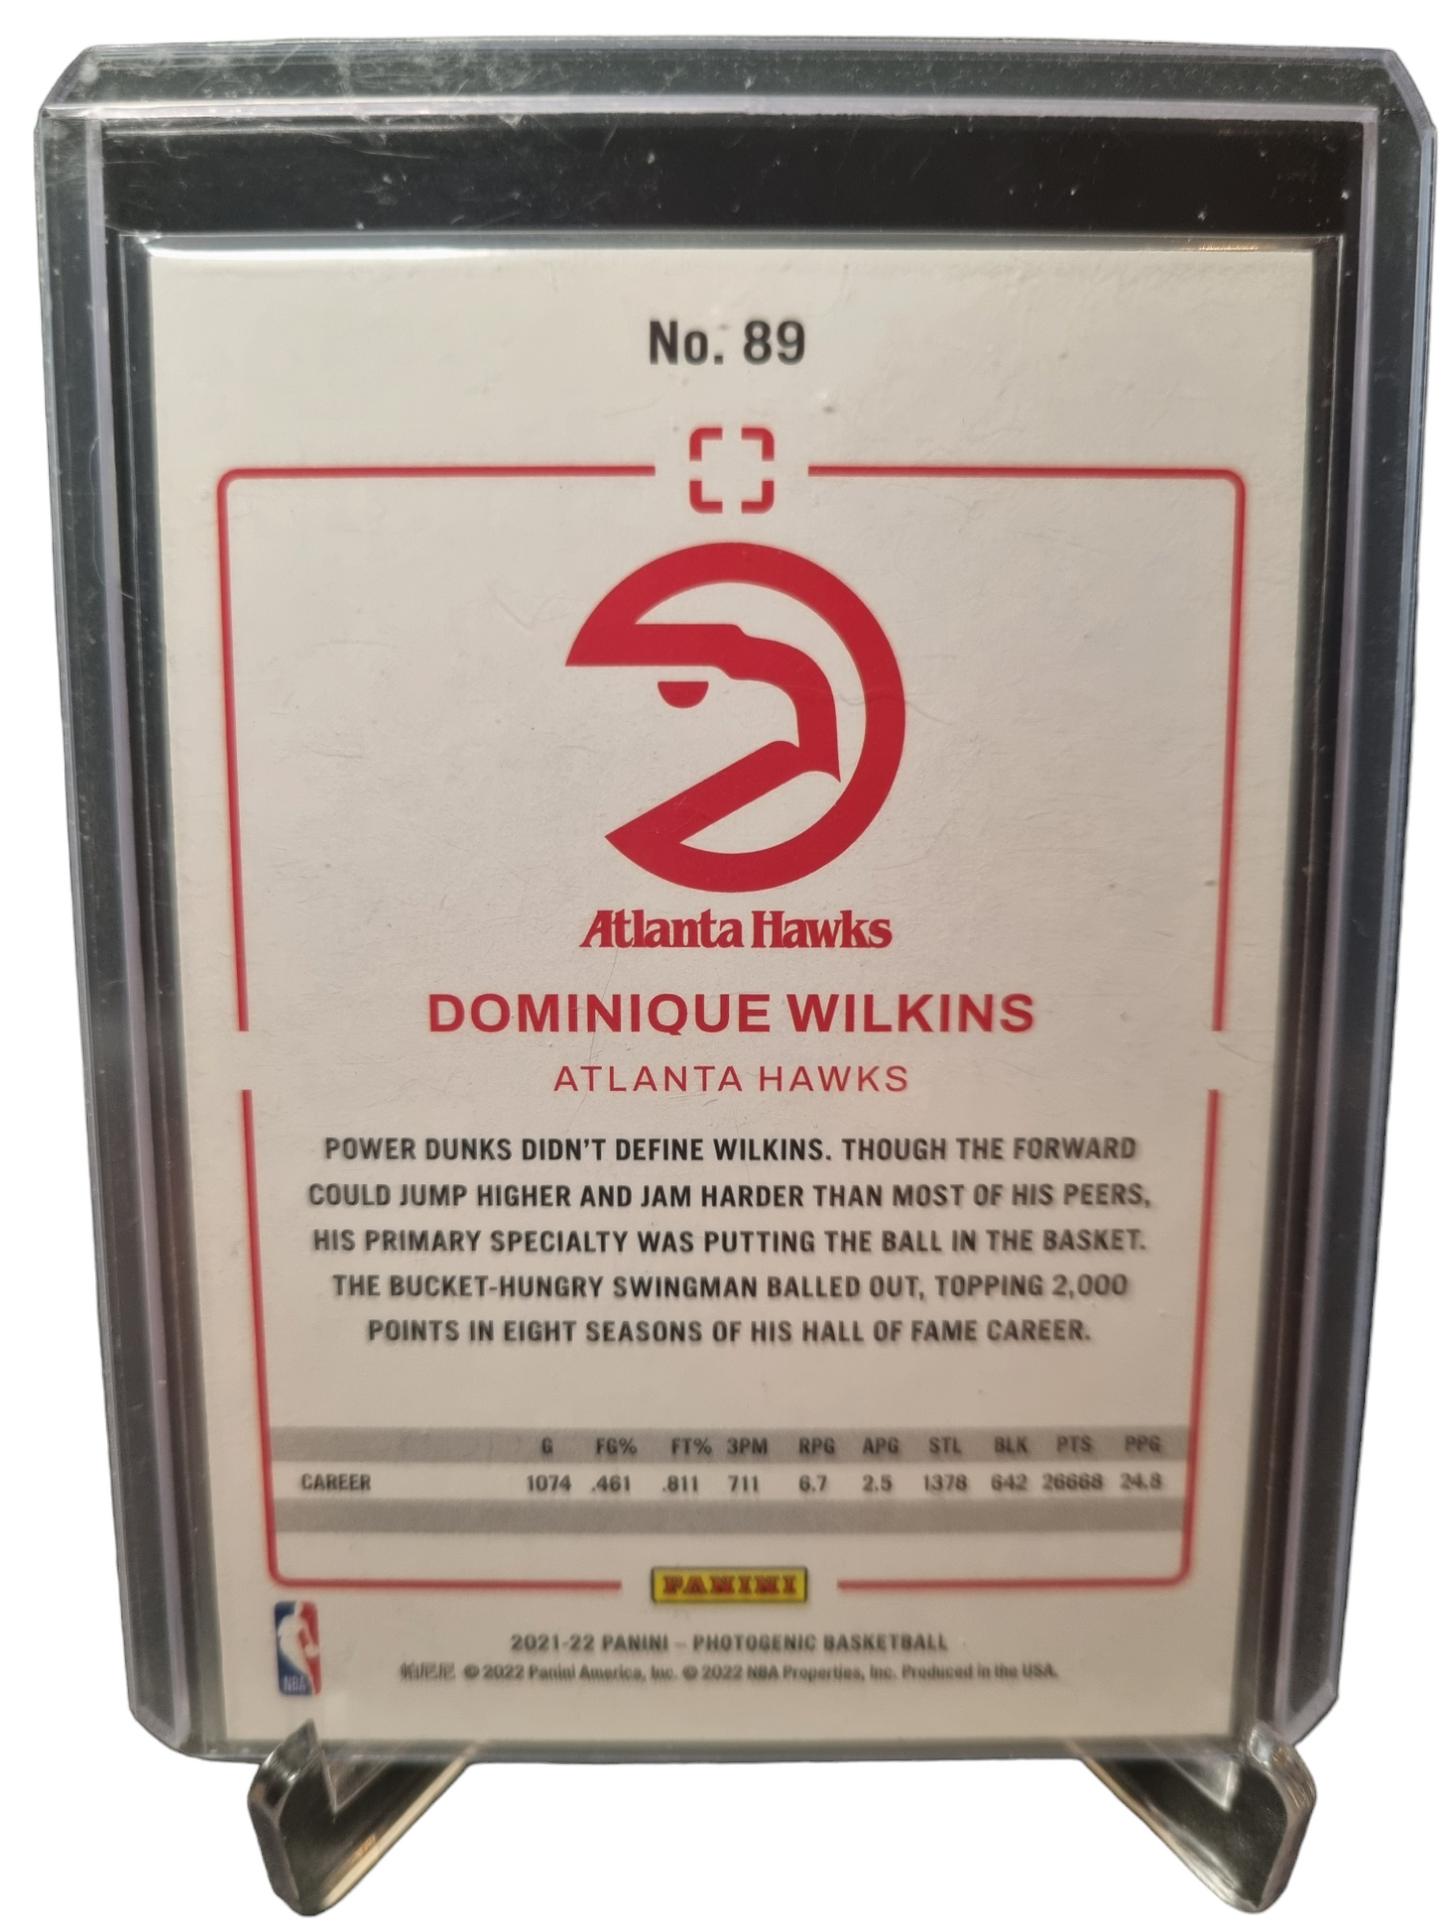 No. 89
Atlanta Hawks
DOMINIQUE WILKINS
ATLANTA HAWKS
POWER DUNKS DIDN'T DEFINE WILKINS. THOUGH THE FORWARD
COULD JUMP HIGHER AND JAM HARDER THAN MOST OF HIS PEERS,
HIS PRIMARY SPECIALTY WAS PUTTING THE BALL IN THE BASKET.
THE BUCKET-HUNGRY SWINGMAN BALLED OUT, TOPPING 2,000
POINTS IN EIGHT SEASONS OF HIS HALL OF FAME CAREER.
G FG% FT% 3PM RPG APG STL BLK PTS PPG
CAREER 1074 .461 .811 711 6.7 2.5 1378 642 26668 24.8
PANINI
2021-22 PANINI – PHOTOGENIC BASKETBALL
帕尼尼 © 2022 Panini America, Inc. © 2022 NBA Properties, Inc. Produced in the USA.
NBA